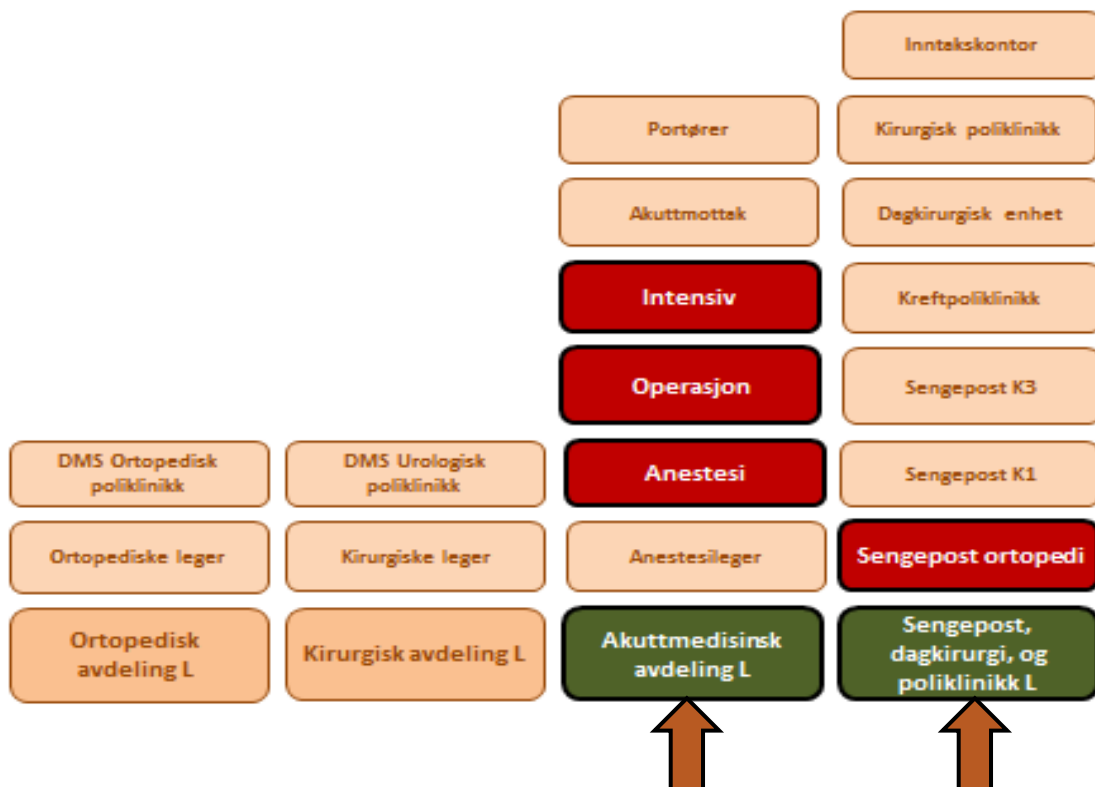 Inntakskontor
Portører
Kirurgisk poliklinikk
Akuttmottak
Dagkirurgisk enhet
Intensiv
Kreftpoliklinikk
Operasjon
Sengepost K3
DMS Ortopedisk
poliklinikk
DMS Urologisk
poliklinikk
Anestesi
Sengepost K1
Ortopediske leger
Kirurgiske leger
Anestesileger
Sengepost ortopedi
Ortopedisk
avdeling L
Kirurgisk avdeling L
Akuttmedisinsk
avdeling L
Sengepost,
dagkirurgi, og
poliklinikk L